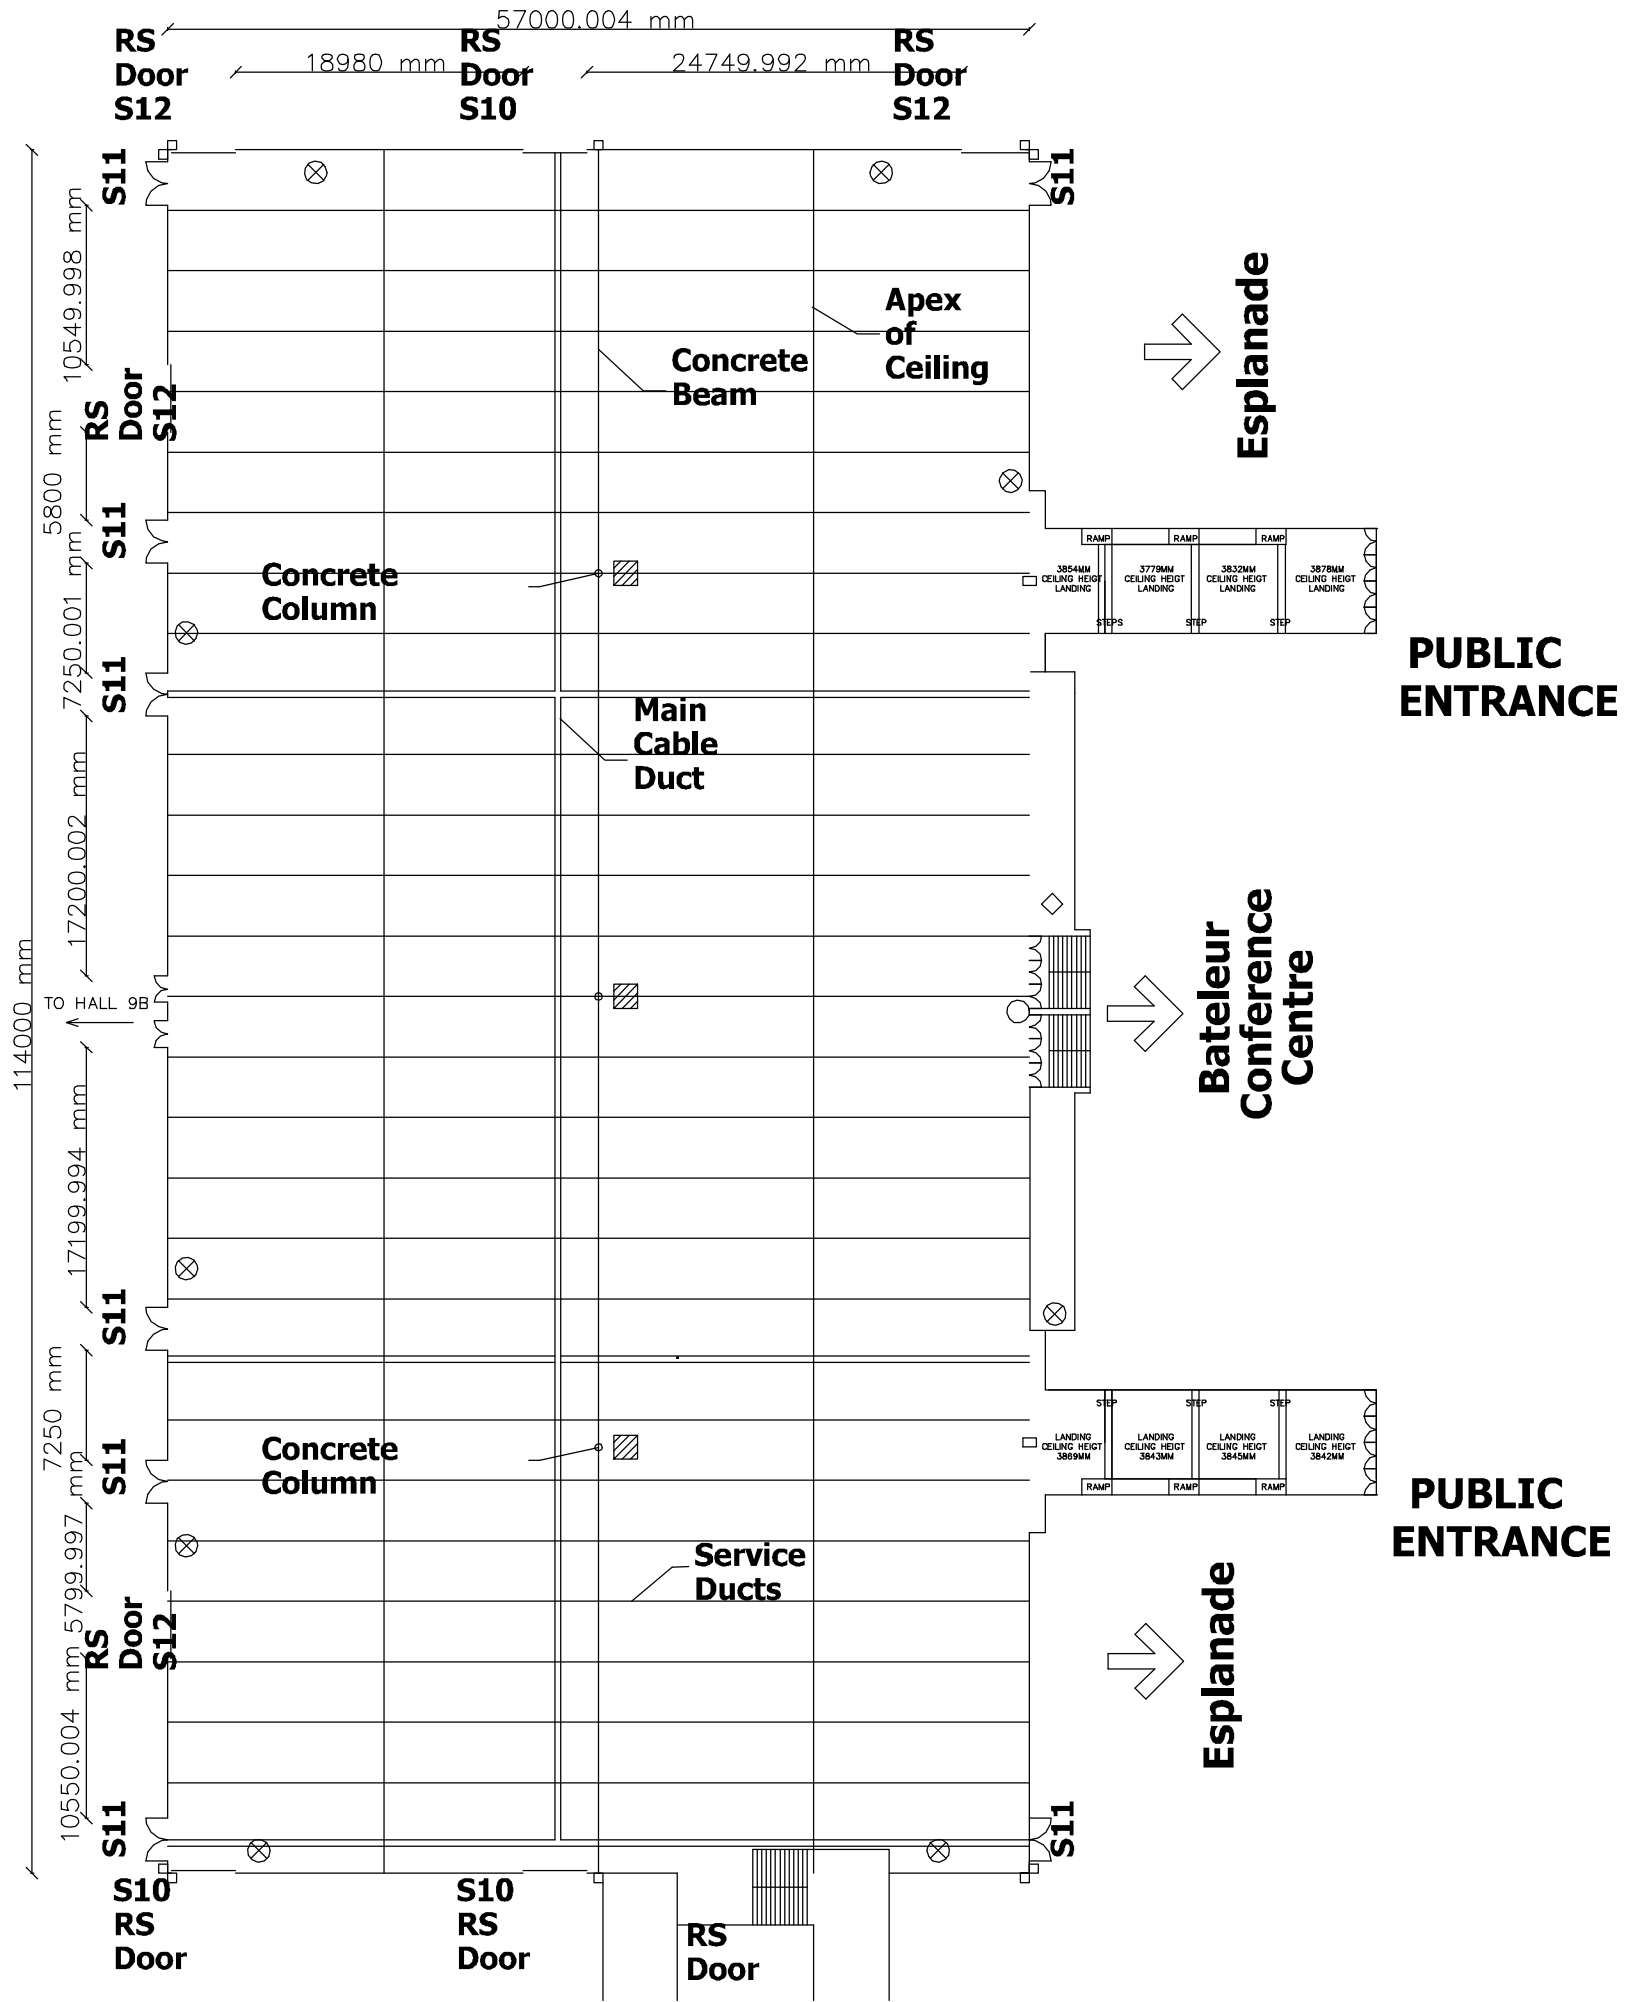 57000.004 mm
18980 mm
24749.992 mm
RS
Door
S12
RS
Door
S10
RS
Door
S12
S11
S11
10549.998 mm
Apex
of
Ceiling
Concrete
Beam
Esplanade
RS
Door
S12
5800 mm
S11
Concrete
Column
7250.001 mm
RAMP
RAMP
RAMP
3854MM
CEILING HEIGT
LANDING
3779MM
CEILING HEIGT
LANDING
3832MM
CEILING HEIGT
LANDING
3878MM
CEILING HEIGT
LANDING
STEPS
STEP
STEP
PUBLIC
ENTRANCE
S11
Main
Cable
Duct
17200.002 mm
114000 mm
TO HALL 9B
Bateleur
Conference
Centre
17199.994 mm
S11
7250 mm
STEP
STEP
STEP
LANDING
CEILING HEIGT
3869MM
LANDING
CEILING HEIGT
3843MM
LANDING
CEILING HEIGT
3845MM
LANDING
CEILING HEIGT
3842MM
RAMP
RAMP
RAMP
PUBLIC
ENTRANCE
Concrete
Column
S11
5799.997 mm
Service
Ducts
RS
Door
S12
Esplanade
10550.004 mm
S11
S11
S10
RS
Door
S10
RS
Door
RS
Door